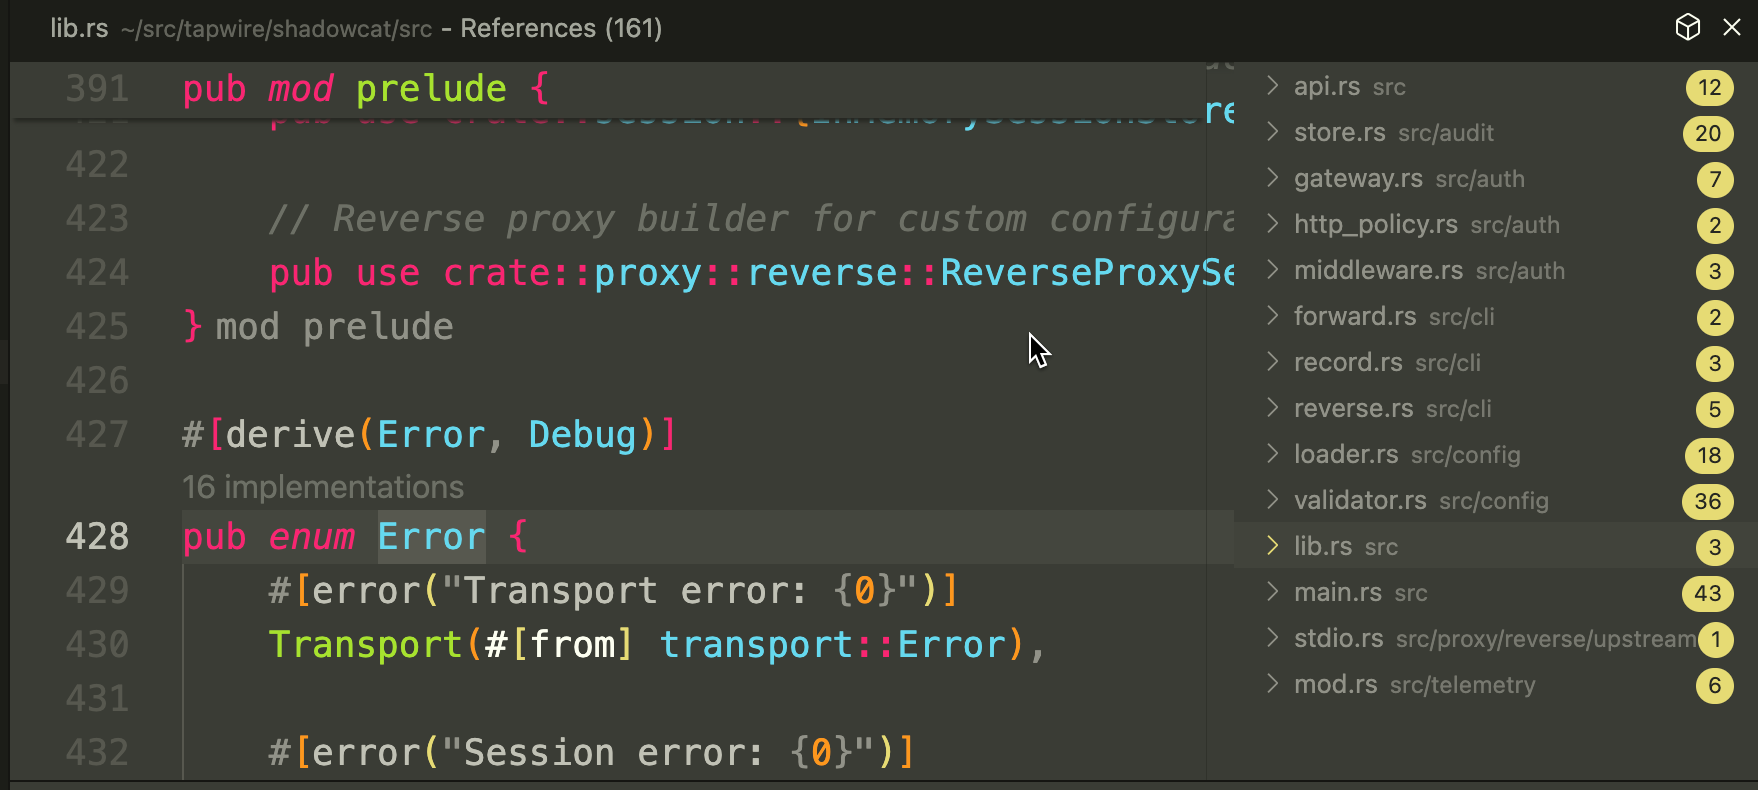 lib.rs ~/src/tapwire/shadowcat/src - References (161)
391 pub mod prelude {
422
423 // Reverse proxy builder for custom configura
424 pub use crate::proxy::reverse::ReverseProxySe
425 } mod prelude
426
427 #[derive(Error, Debug)]
16 implementations
428 pub enum Error {
429 #[error("Transport error: {0}")]
430 Transport(#[from] transport::Error),
431
432 #[error("Session error: {0}")]
api.rs src 12
store.rs src/audit 20
gateway.rs src/auth 7
http_policy.rs src/auth 2
middleware.rs src/auth 3
forward.rs src/cli 2
record.rs src/cli 3
reverse.rs src/cli 5
loader.rs src/config 18
validator.rs src/config 36
lib.rs src 3
main.rs src 43
stdio.rs src/proxy/reverse/upstream 1
mod.rs src/telemetry 6